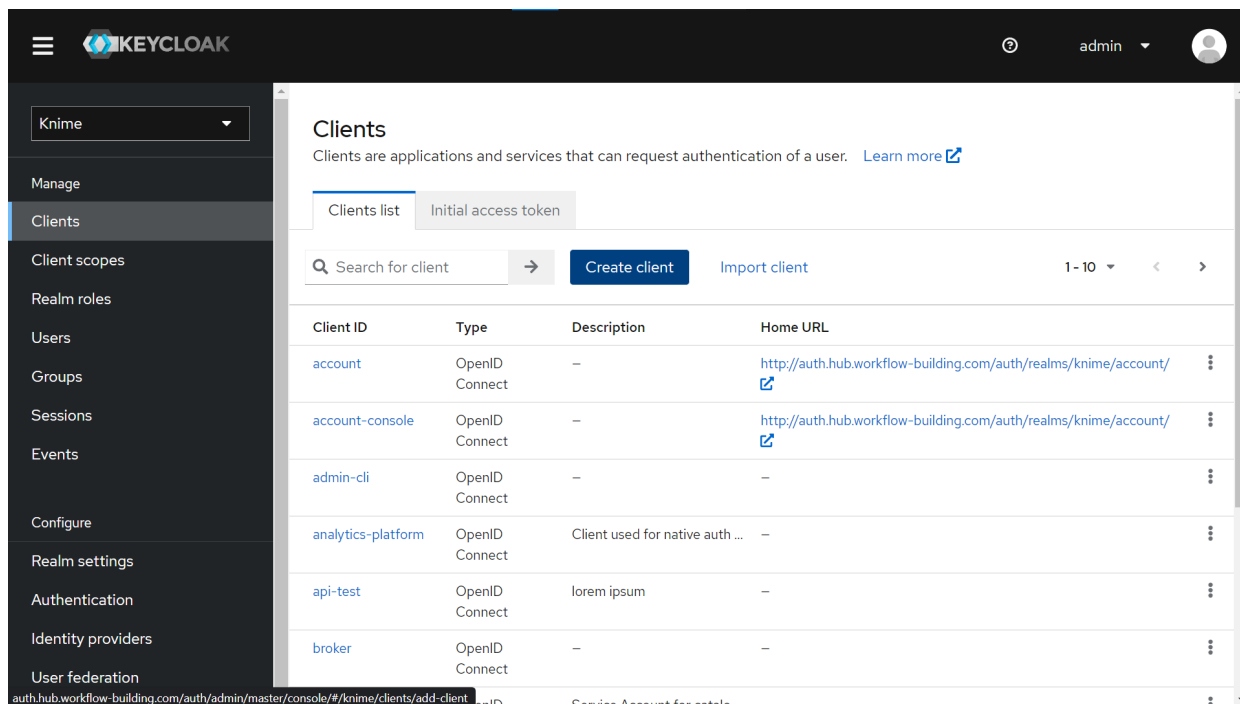 KEYCLOAK
admin
Knime
Manage
Clients
Client scopes
Realm roles
Users
Groups
Sessions
Events
Configure
Realm settings
Authentication
Identity providers
User federation
auth.hub.workflow-building.com/auth/admin/master/console/#/knime/clients/add-client
Clients
Clients are applications and services that can request authentication of a user. Learn more
Clients list Initial access token
Search for client Create client Import client 1 - 10
Client ID Type Description Home URL
account OpenID Connect – http://auth.hub.workflow-building.com/auth/realms/knime/account/
account-console OpenID Connect – http://auth.hub.workflow-building.com/auth/realms/knime/account/
admin-cli OpenID Connect – –
analytics-platform OpenID Connect Client used for native auth ... –
api-test OpenID Connect lorem ipsum –
broker OpenID Connect – –